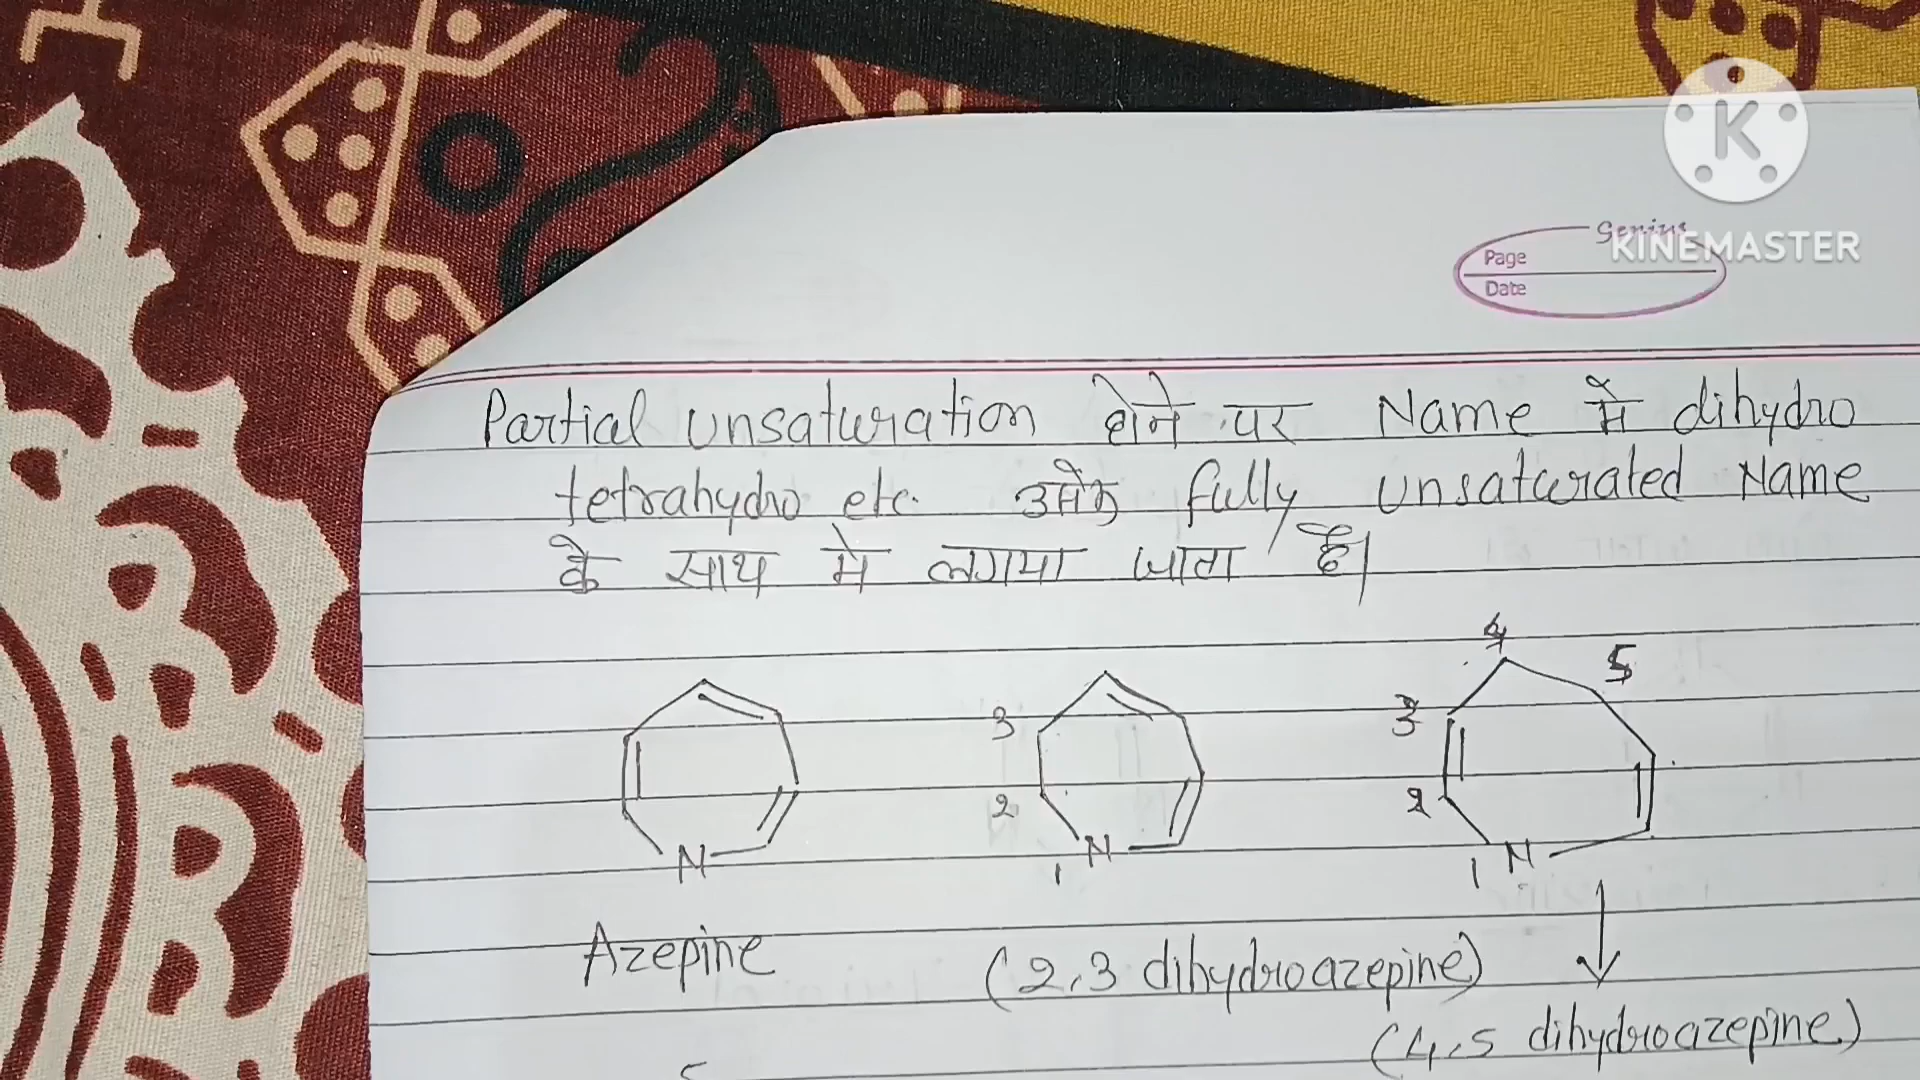 KINEMASTER
Genius
Page
Date
Partial unsaturation होने पर Name मे dihydro
tetrahydro etc. fully unsaturated Name
के साथ मे लगाया जाता है।
4
5
3
3
2
2
N
1
N
1
N
Azepine
(2,3 dihydroazepine)
(4,5 dihydroazepine)